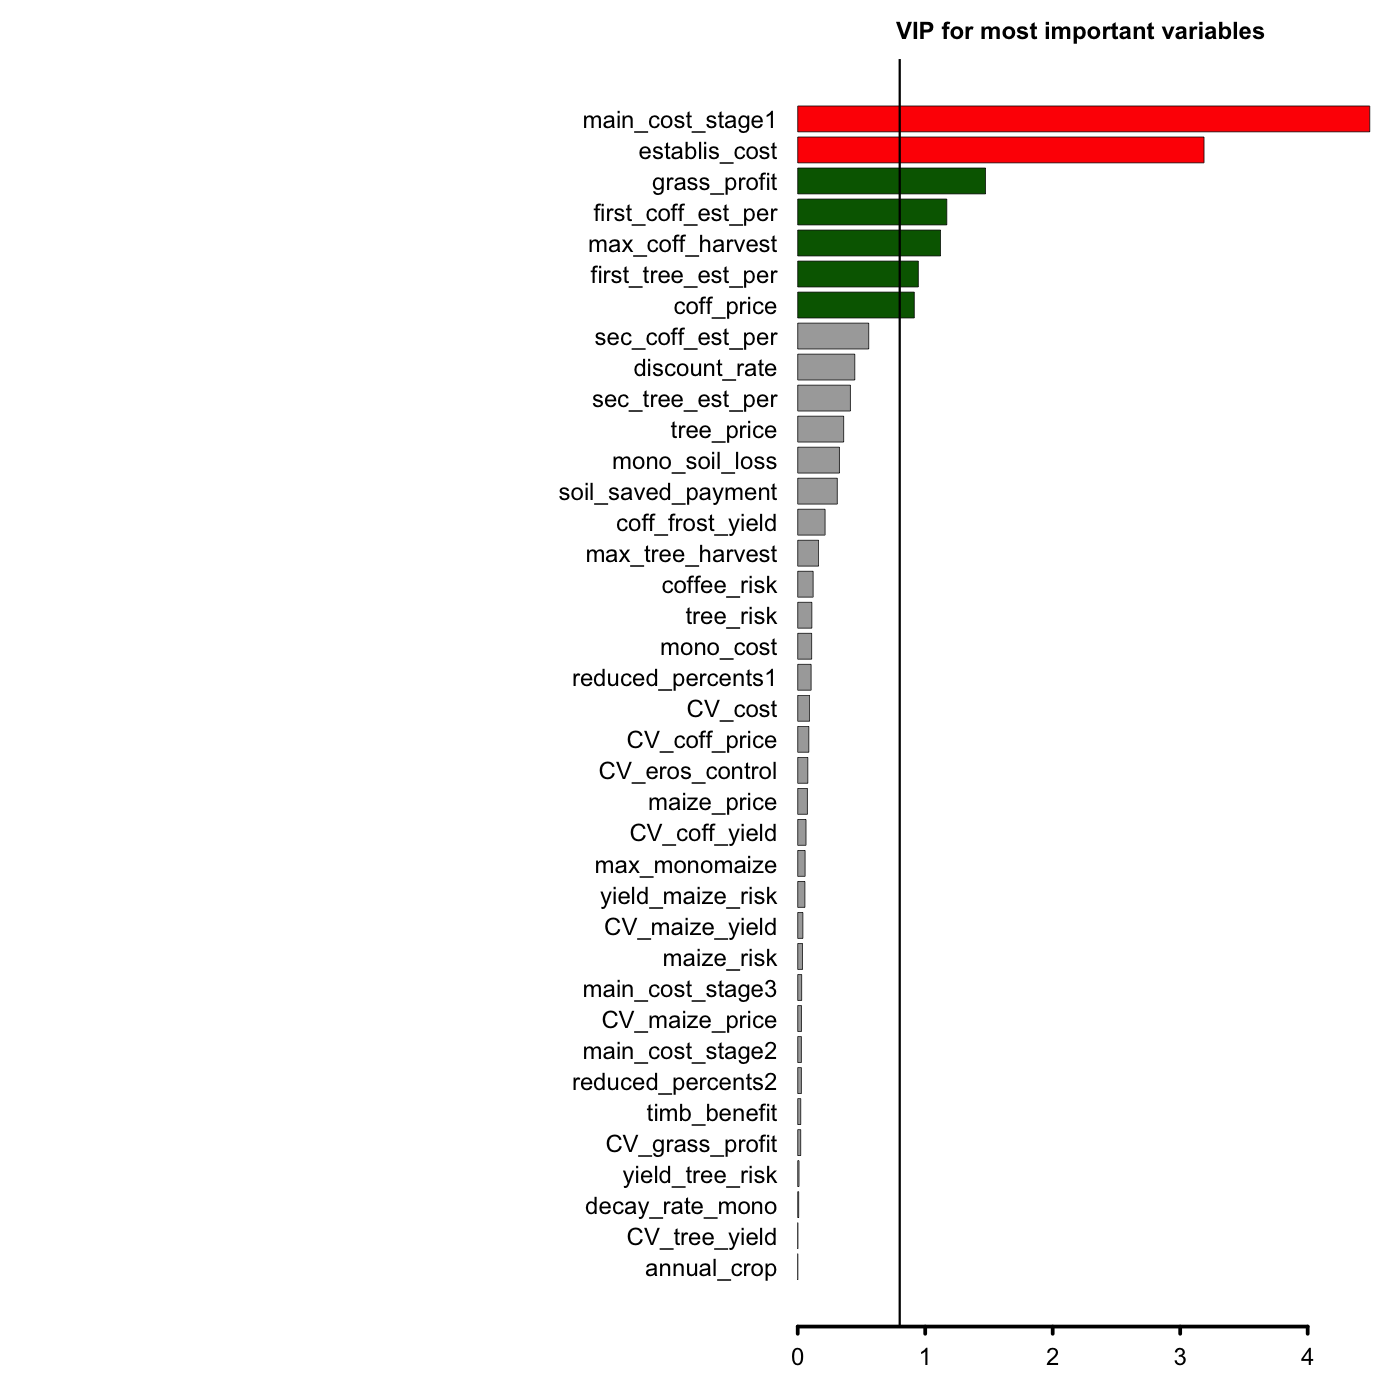 VIP for most important variables
main_cost_stage1
establis_cost
grass_profit
first_coff_est_per
max_coff_harvest
first_tree_est_per
coff_price
sec_coff_est_per
discount_rate
sec_tree_est_per
tree_price
mono_soil_loss
soil_saved_payment
coff_frost_yield
max_tree_harvest
coffee_risk
tree_risk
mono_cost
reduced_percents1
CV_cost
CV_coff_price
CV_eros_control
maize_price
CV_coff_yield
max_monomaize
yield_maize_risk
CV_maize_yield
maize_risk
main_cost_stage3
CV_maize_price
main_cost_stage2
reduced_percents2
timb_benefit
CV_grass_profit
yield_tree_risk
decay_rate_mono
CV_tree_yield
annual_crop
0 1 2 3 4